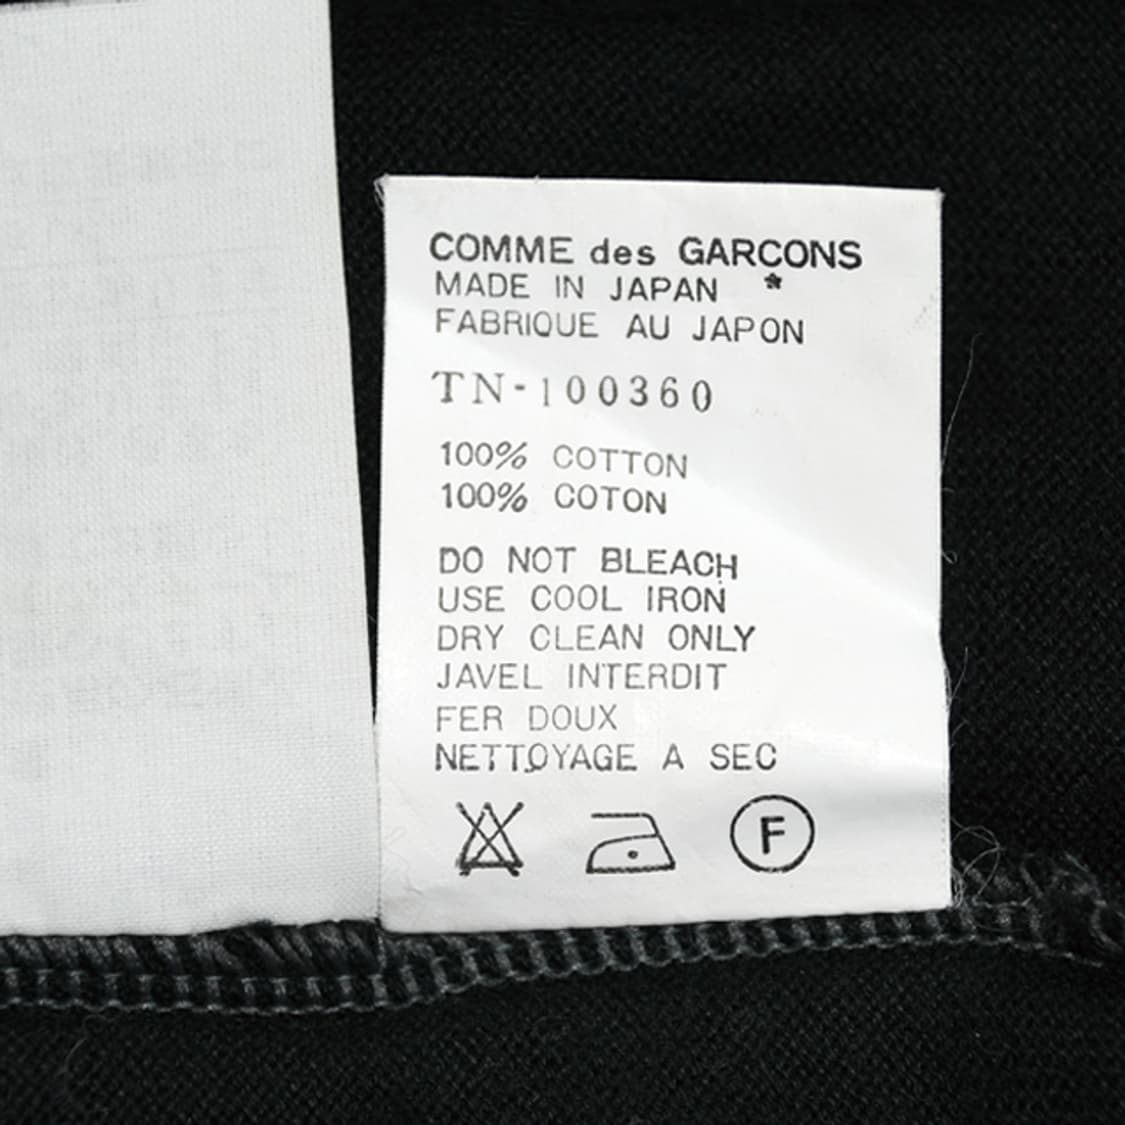 COMME des GARCONS
MADE IN JAPAN *
FABRIQUE AU JAPON
TN-100360
100% COTTON
100% COTON
DO NOT BLEACH
USE COOL IRON
DRY CLEAN ONLY
JAVEL INTERDIT
FER DOUX
NETTOYAGE A SEC
F